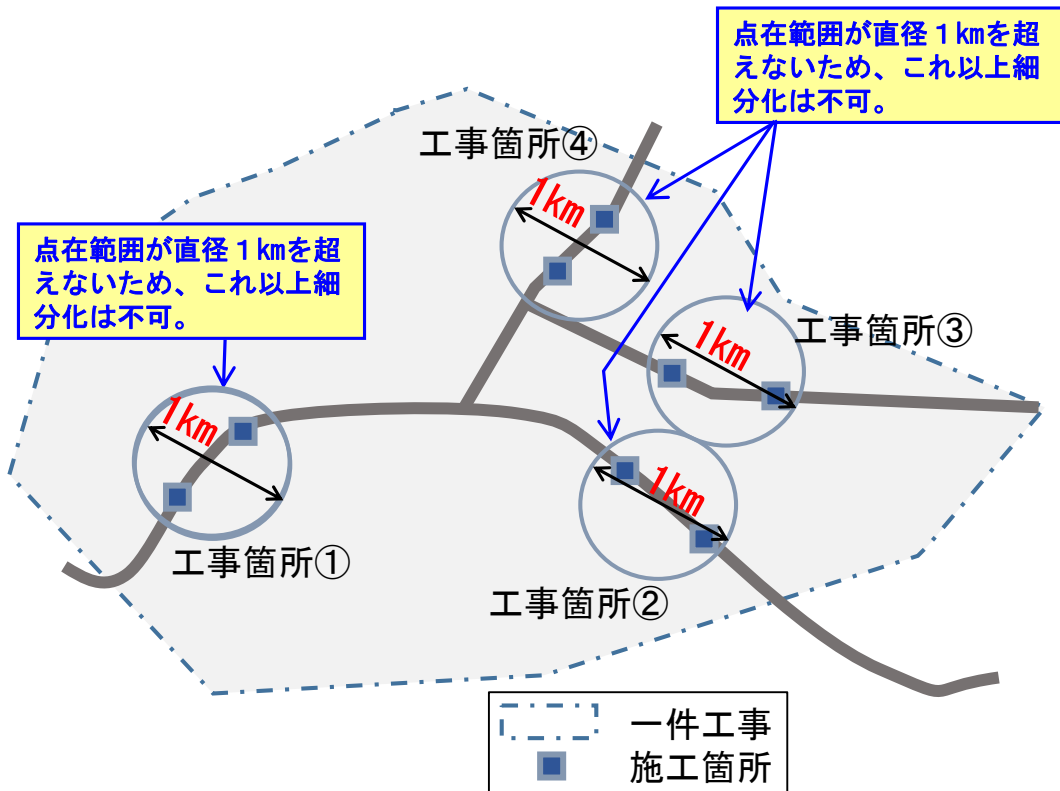 点在範囲が直径１㎞を超
えないため、これ以上細
分化は不可。
工事箇所④
1km
点在範囲が直径１㎞を超
えないため、これ以上細
分化は不可。
工事箇所③
1km
1km
1km
工事箇所①
工事箇所②
一件工事
施工箇所